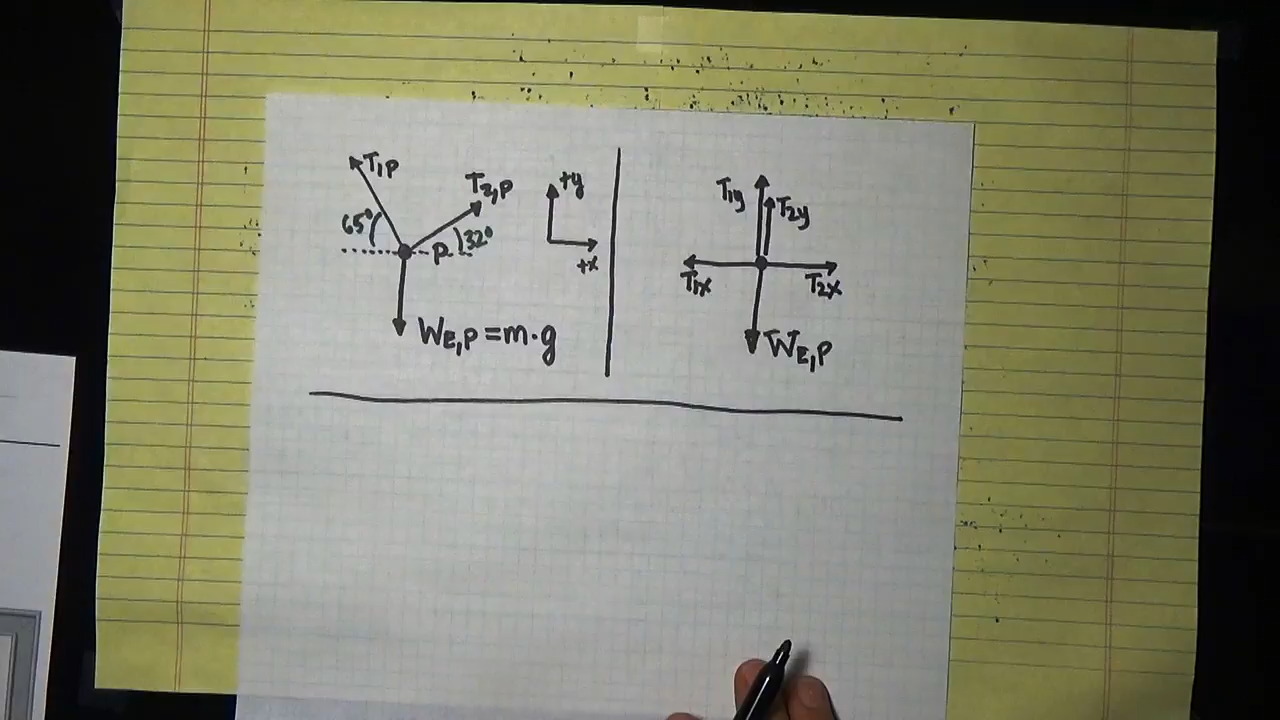 T1P
T2,P
65°
P
32°
+y
+x
WE,P = m·g
T1y
T2y
T1x
T2x
WE,P